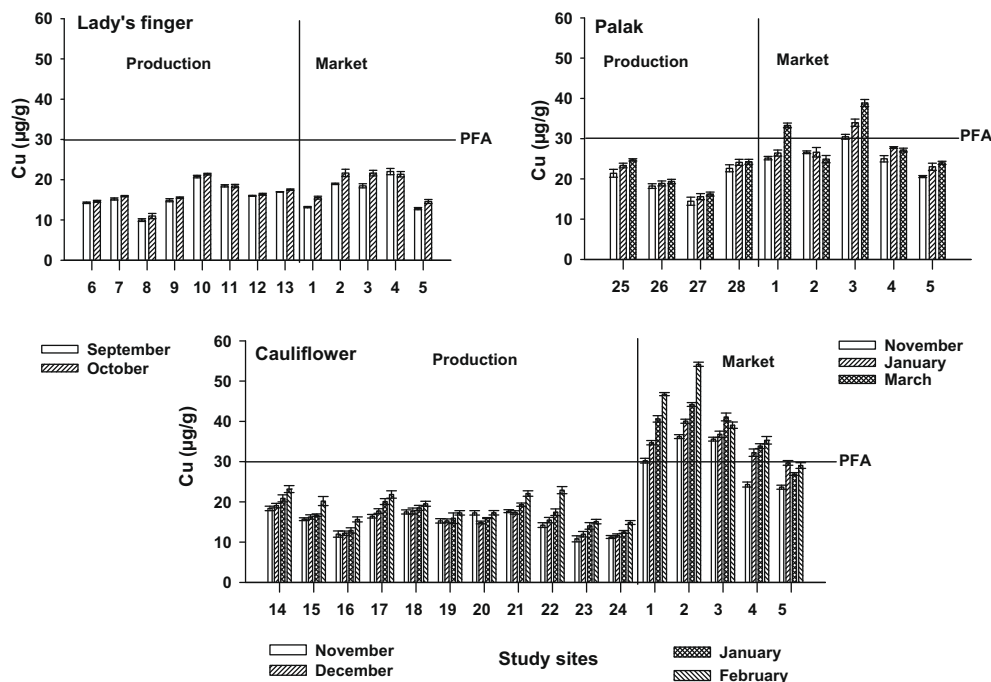 Lady's finger
Production
Market
Cu (µg/g)
60
50
40
30
20
10
0
PFA
6 7 8 9 10 11 12 13 1 2 3 4 5
September
October
Palak
Production
Market
Cu (µg/g)
60
50
40
30
20
10
0
PFA
25 26 27 28 1 2 3 4 5
November
January
March
Cauliflower
Production
Market
Cu (µg/g)
60
50
40
30
20
10
0
PFA
14 15 16 17 18 19 20 21 22 23 24 1 2 3 4 5
Study sites
November
December
January
February